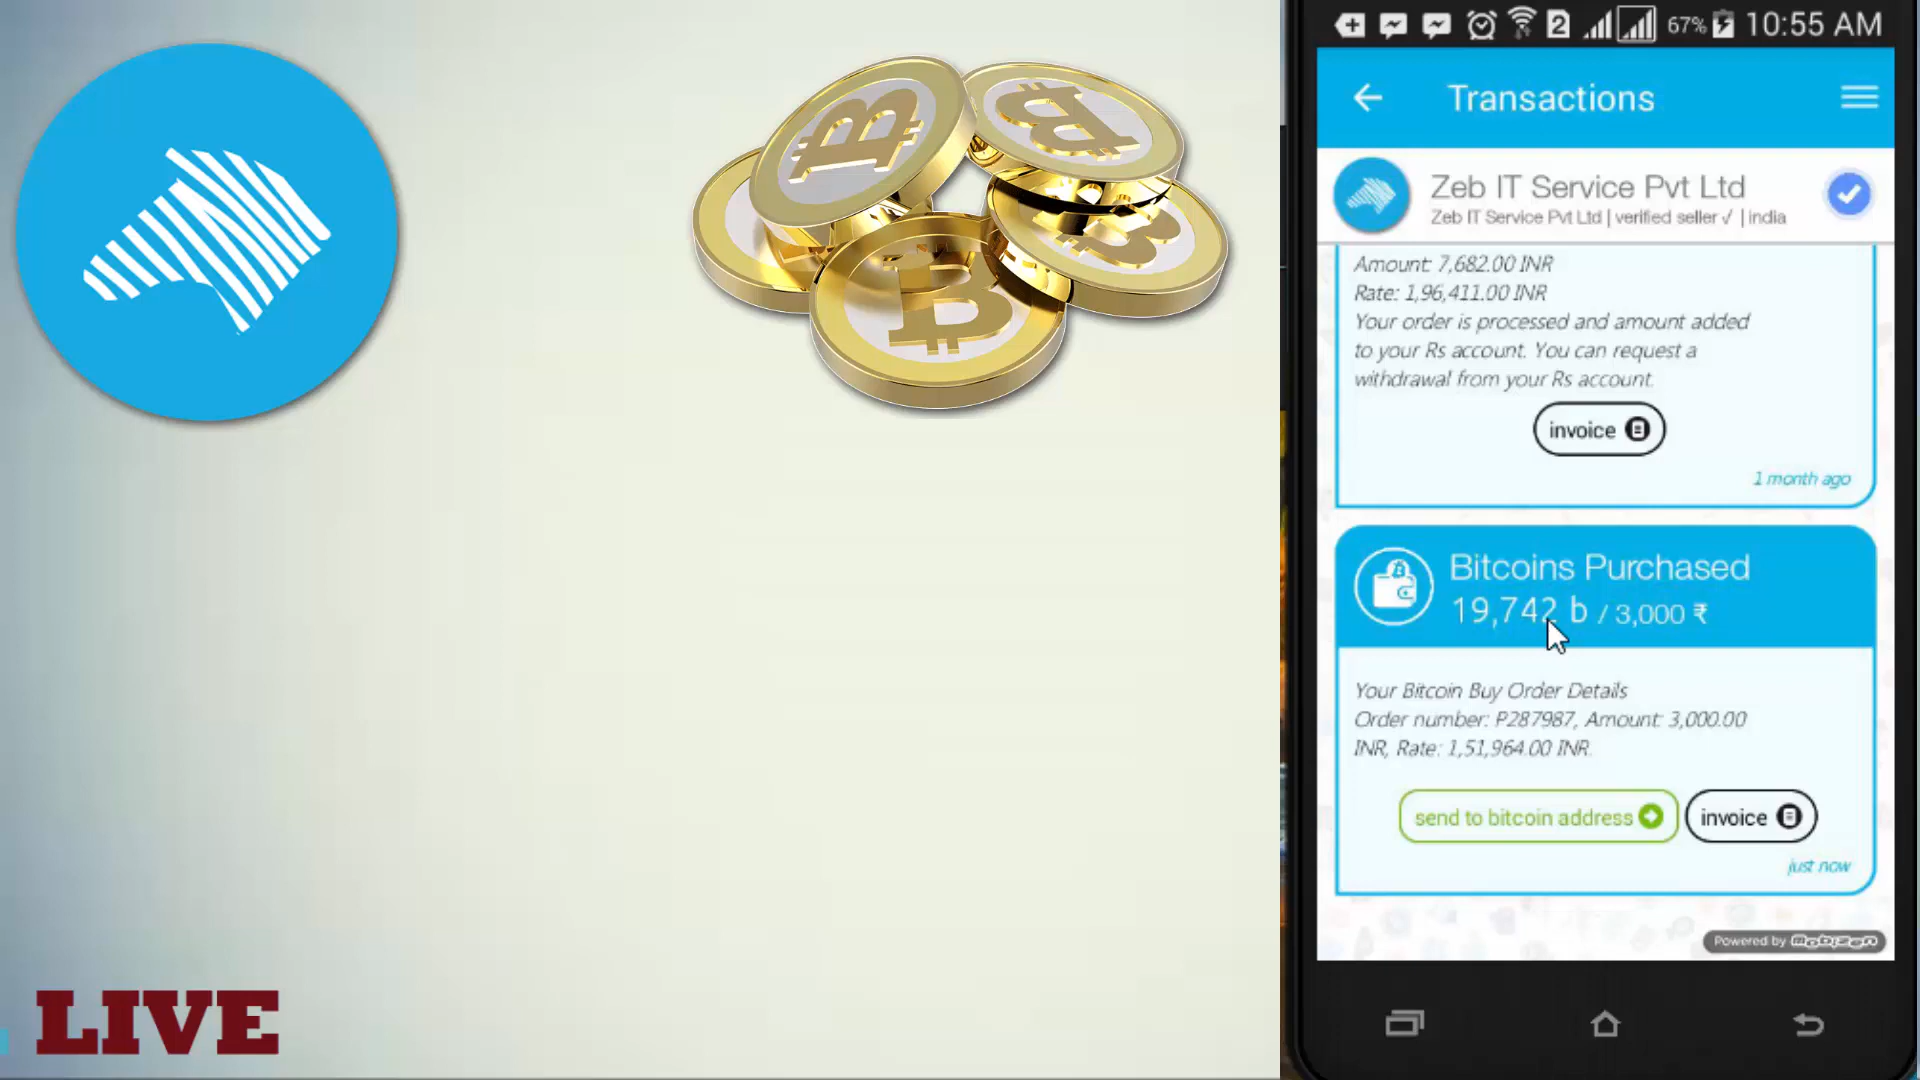 2
67%
10:55 AM
Transactions
Zeb IT Service Pvt Ltd
Zeb IT Service Pvt Ltd | verified seller √ | india
Amount: 7,682.00 INR
Rate: 1,96,411.00 INR
Your order is processed and amount added
to your Rs account. You can request a
withdrawal from your Rs account.
invoice
1 month ago
Bitcoins Purchased
19,742 b / 3,000 ₹
Your Bitcoin Buy Order Details
Order number: P287987, Amount: 3,000.00
INR, Rate: 1,51,964.00 INR.
send to bitcoin address
invoice
just now
Powered by mobizen
LIVE